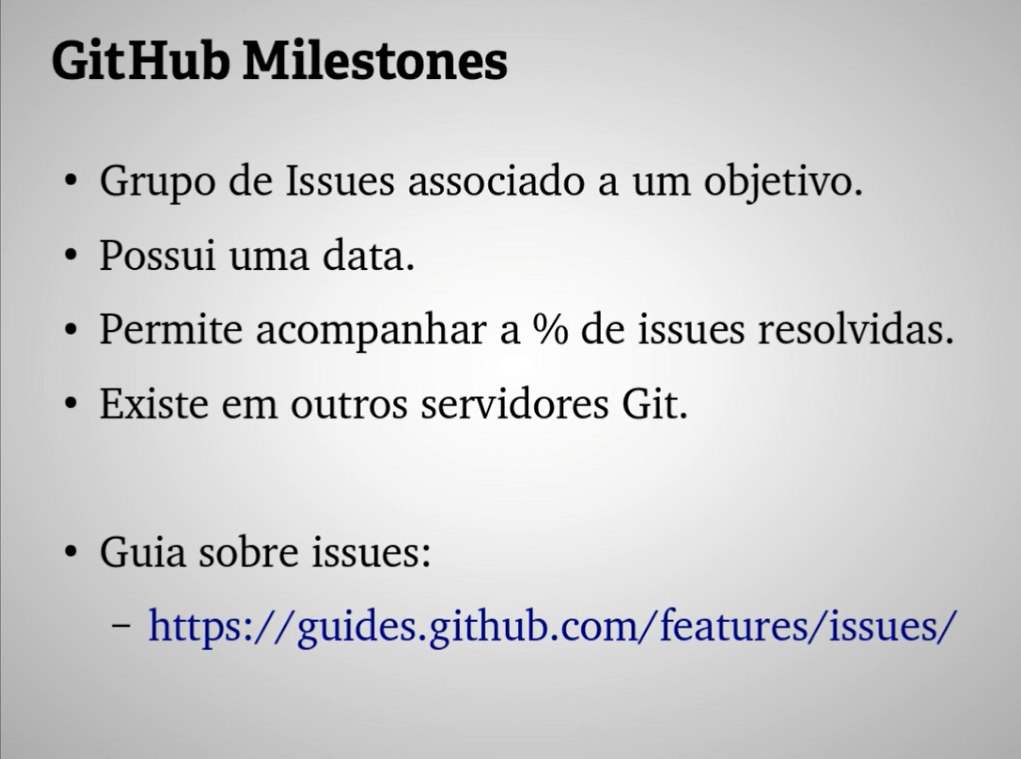 GitHub Milestones
• Grupo de Issues associado a um objetivo.
• Possui uma data.
• Permite acompanhar a % de issues resolvidas.
• Existe em outros servidores Git.
• Guia sobre issues:
– https://guides.github.com/features/issues/